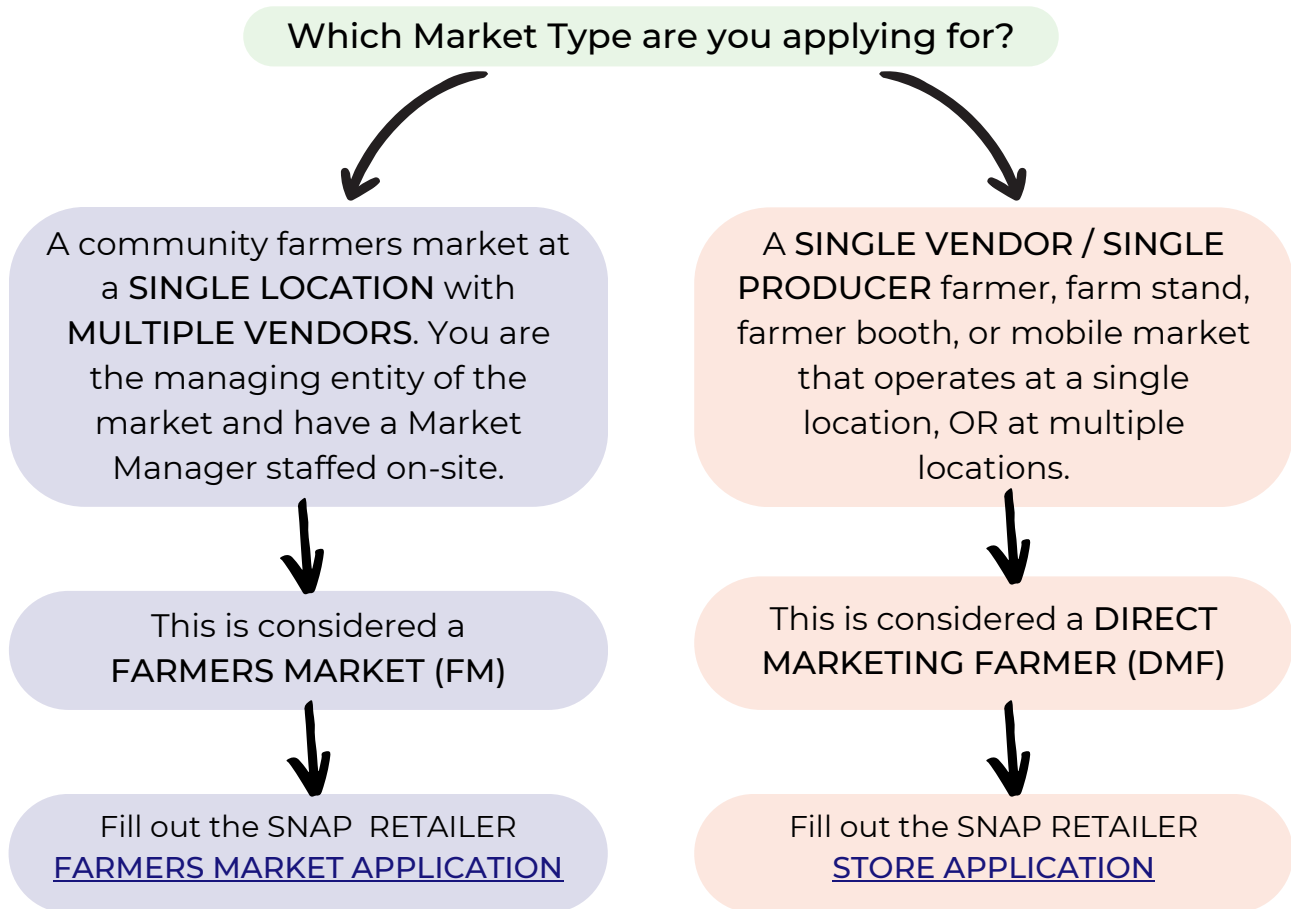 Which Market Type are you applying for?
A community farmers market at
a SINGLE LOCATION with
MULTIPLE VENDORS. You are
the managing entity of the
market and have a Market
Manager staffed on-site.
This is considered a
FARMERS MARKET (FM)
Fill out the SNAP RETAILER
FARMERS MARKET APPLICATION
A SINGLE VENDOR / SINGLE
PRODUCER farmer, farm stand,
farmer booth, or mobile market
that operates at a single
location, OR at multiple
locations.
This is considered a DIRECT
MARKETING FARMER (DMF)
Fill out the SNAP RETAILER
STORE APPLICATION